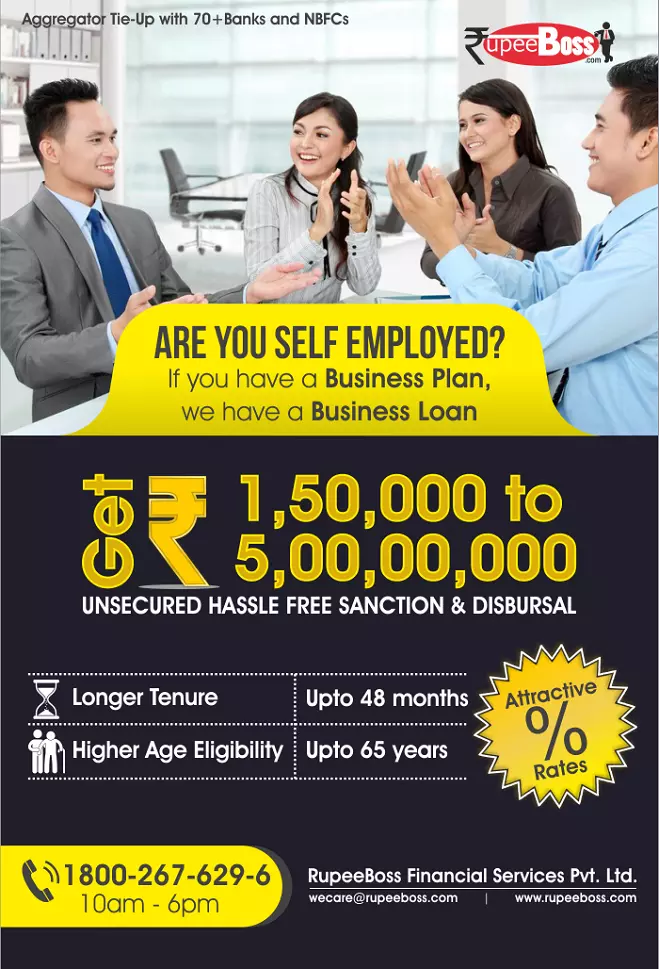 Aggregator Tie-Up with 70+Banks and NBFCs
₹upeeBoss
.com
ARE YOU SELF EMPLOYED?
If you have a Business Plan,
we have a Business Loan
Get ₹ 1,50,000 to
5,00,00,000
UNSECURED HASSLE FREE SANCTION & DISBURSAL
Longer Tenure Upto 48 months
Higher Age Eligibility Upto 65 years
Attractive
%
Rates
1800-267-629-6
10am - 6pm
RupeeBoss Financial Services Pvt. Ltd.
wecare@rupeeboss.com | www.rupeeboss.com